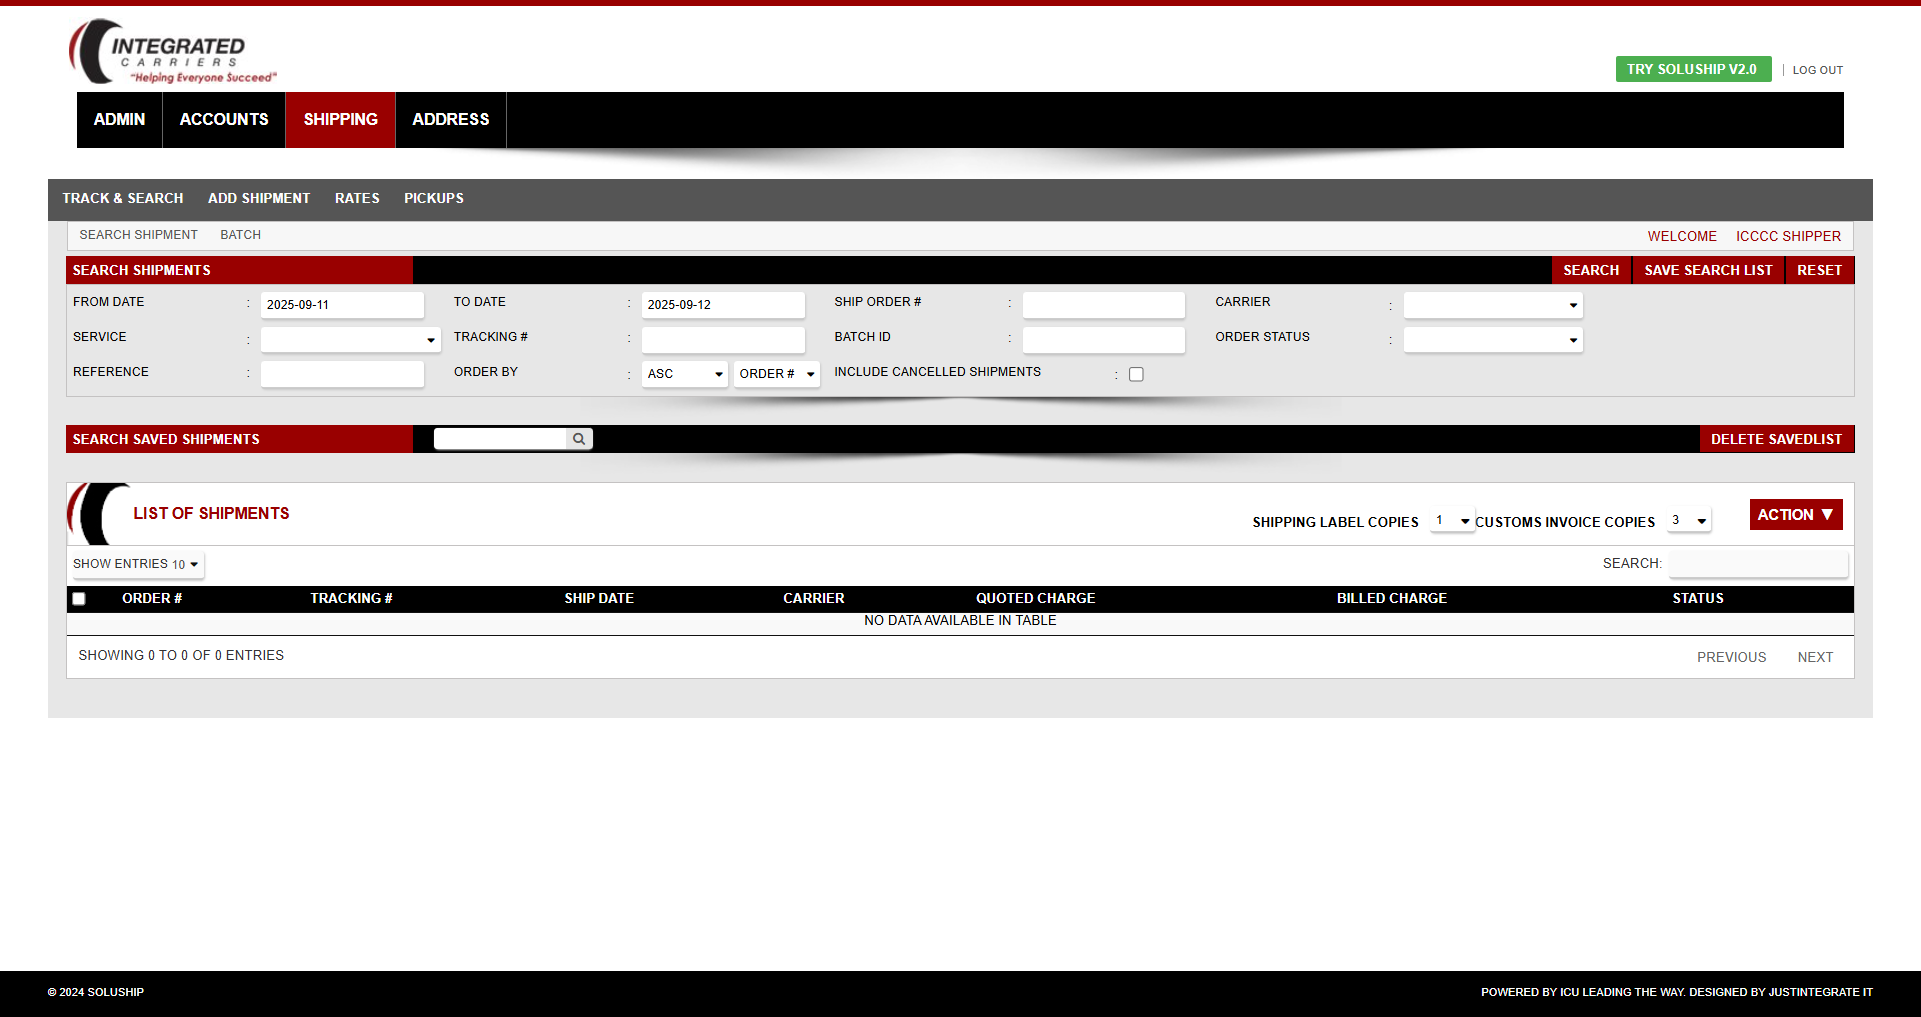 INTEGRATED
CARRIERS
"Helping Everyone Succeed"
TRY SOLUSHIP V2.0 | LOG OUT
ADMIN ACCOUNTS SHIPPING ADDRESS
TRACK & SEARCH ADD SHIPMENT RATES PICKUPS
SEARCH SHIPMENT BATCH WELCOME ICCCC SHIPPER
SEARCH SHIPMENTS SEARCH SAVE SEARCH LIST RESET
FROM DATE : 2025-09-11 TO DATE : 2025-09-12 SHIP ORDER # : CARRIER :
SERVICE : TRACKING # : BATCH ID : ORDER STATUS :
REFERENCE : ORDER BY : ASC ORDER # INCLUDE CANCELLED SHIPMENTS :
SEARCH SAVED SHIPMENTS DELETE SAVEDLIST
LIST OF SHIPMENTS SHIPPING LABEL COPIES 1 CUSTOMS INVOICE COPIES 3 ACTION ▼
SHOW ENTRIES 10 SEARCH:
ORDER # TRACKING # SHIP DATE CARRIER QUOTED CHARGE BILLED CHARGE STATUS
NO DATA AVAILABLE IN TABLE
SHOWING 0 TO 0 OF 0 ENTRIES PREVIOUS NEXT
© 2024 SOLUSHIP POWERED BY ICU LEADING THE WAY. DESIGNED BY JUSTINTEGRATE IT